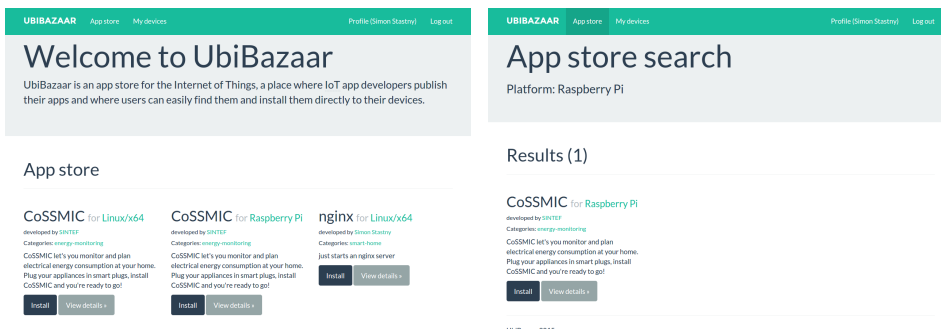 UBIBAZAAR App store My devices Profile (Simon Stastny) Log out
Welcome to UbiBazaar
UbiBazaar is an app store for the Internet of Things, a place where IoT app developers publish
their apps and where users can easily find them and install them directly to their devices.
App store
CoSSMIC for Linux/x64
developed by SINTEF
Categories: energy-monitoring
CoSSMIC let's you monitor and plan
electrical energy consumption at your home.
Plug your appliances in smart plugs, install
CoSSMIC and you're ready to go!
Install View details »
CoSSMIC for Raspberry Pi
developed by SINTEF
Categories: energy-monitoring
CoSSMIC let's you monitor and plan
electrical energy consumption at your home.
Plug your appliances in smart plugs, install
CoSSMIC and you're ready to go!
Install View details »
nginx for Linux/x64
developed by Simon Stastny
Categories: smart-home
just starts an nginx server
Install View details »
UBIBAZAAR App store My devices Profile (Simon Stastny) Log out
App store search
Platform: Raspberry Pi
Results (1)
CoSSMIC for Raspberry Pi
developed by SINTEF
Categories: energy-monitoring
CoSSMIC let's you monitor and plan
electrical energy consumption at your home.
Plug your appliances in smart plugs, install
CoSSMIC and you're ready to go!
Install View details »